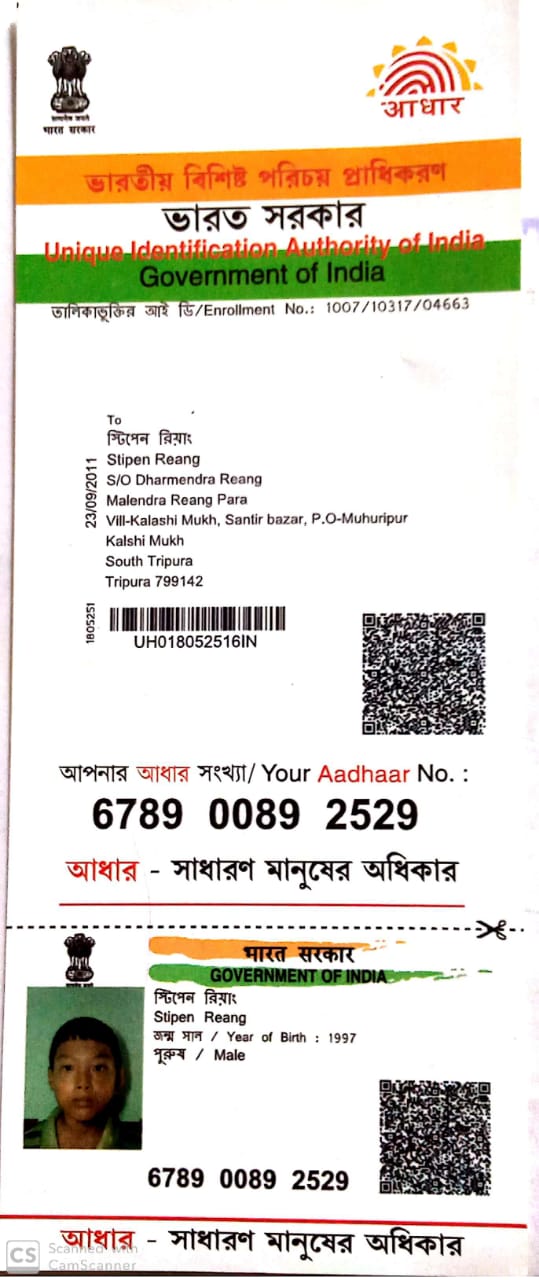 सत्यमेव जयते
भारत सरकार
आधार
ভারতীয় বিশিষ্ট পরিচয় প্রাধিকরণ
ভারত সরকার
Unique Identification Authority of India
Government of India
তালিকাভুক্তির আই ডি/Enrollment No.: 1007/10317/04663
To
স্টিপেন রিয়াং
Stipen Reang
S/O Dharmendra Reang
Malendra Reang Para
Vill-Kalashi Mukh, Santir bazar, P.O-Muhuripur
Kalshi Mukh
South Tripura
Tripura 799142
23/09/2011
1805251
UH018052516IN
আপনার আধার সংখ্যা/ Your Aadhaar No. :
6789 0089 2529
আধার - সাধারণ মানুষের অধিকার
भारत सरकार
GOVERNMENT OF INDIA
স্টিপেন রিয়াং
Stipen Reang
জন্ম সাল / Year of Birth : 1997
পুরুষ / Male
6789 0089 2529
আধার - সাধারণ মানুষের অধিকার
CS Scanned with
CamScanner